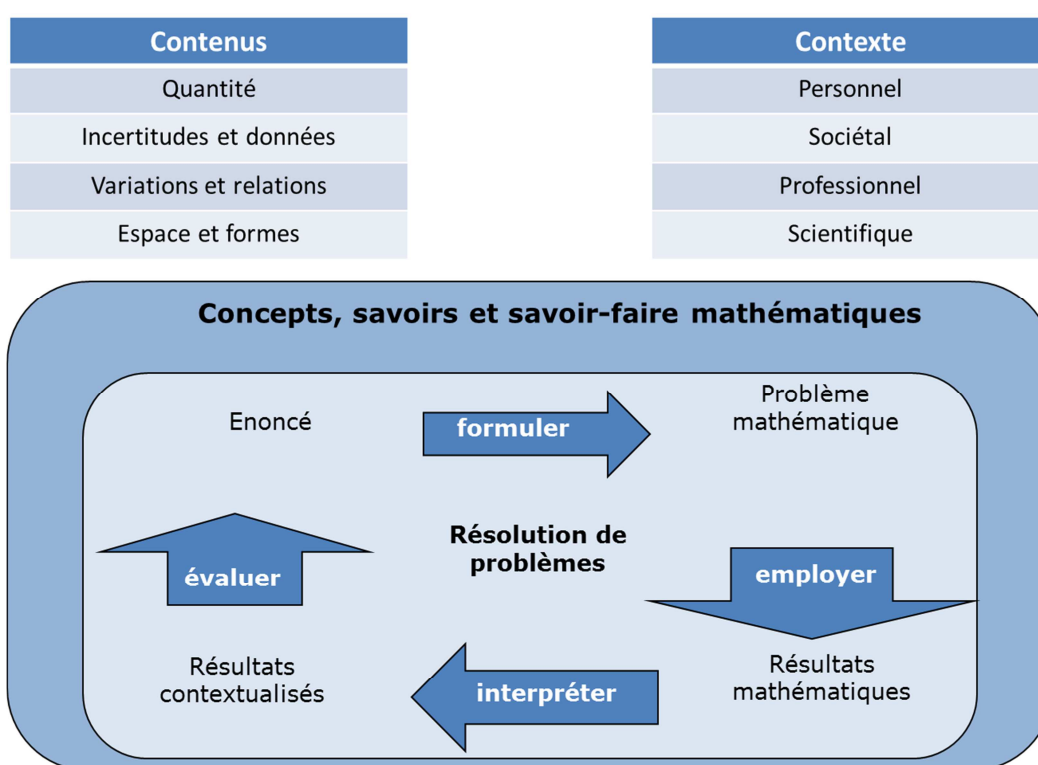 Contenus
Quantité
Incertitudes et données
Variations et relations
Espace et formes
Contexte
Personnel
Sociétal
Professionnel
Scientifique
Concepts, savoirs et savoir-faire mathématiques
Enoncé
formuler
Problème
mathématique
Résolution de
problèmes
évaluer
employer
Résultats
contextualisés
interpréter
Résultats
mathématiques